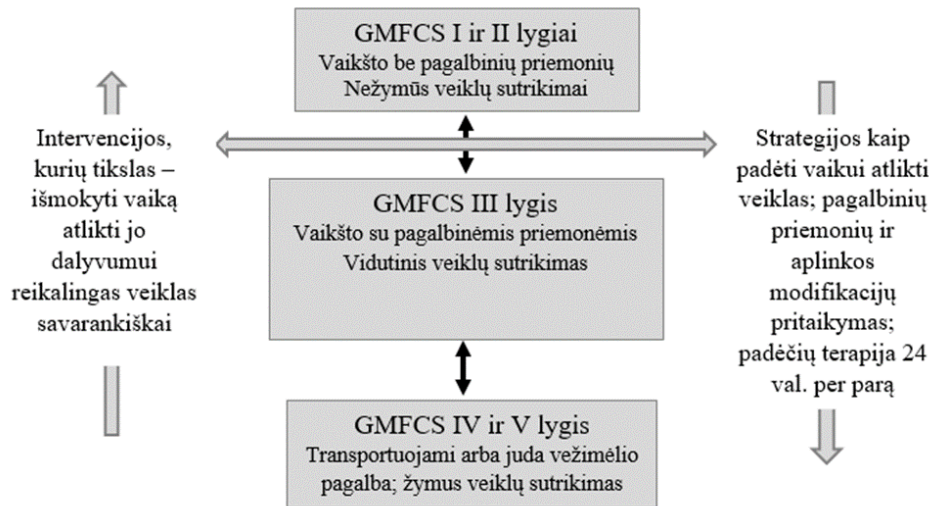 GMFCS I ir II lygiai
Vaikšto be pagalbinių priemonių
Nežymūs veiklų sutrikimai
Intervencijos,
kurių tikslas –
išmokyti vaiką
atlikti jo
dalyvumui
reikalingas veiklas
savarankiškai
GMFCS III lygis
Vaikšto su pagalbinėmis priemonėmis
Vidutinis veiklų sutrikimas
Strategijos kaip
padėti vaikui atlikti
veiklas; pagalbinių
priemonių ir
aplinkos
modifikacijų
pritaikymas;
padėčių terapija 24
val. per parą
GMFCS IV ir V lygis
Transportuojami arba juda vežimėlio
pagalba; žymus veiklų sutrikimas